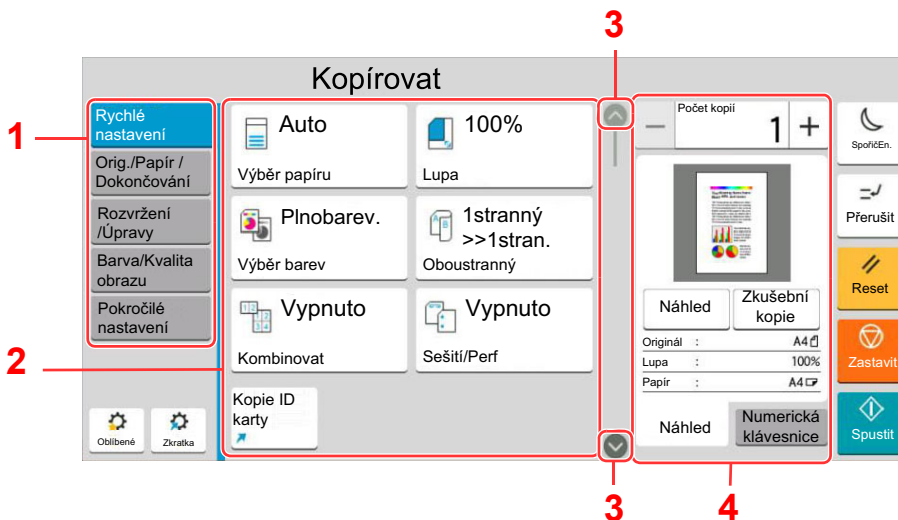 3
Kopírovat
1
Rychlé
nastavení
Orig./Papír /
Dokončování
Rozvržení
/Úpravy
Barva/Kvalita
obrazu
Pokročilé
nastavení
Oblíbené
Zkratka
2
Auto
Výběr papíru
100%
Lupa
Plnobarev.
Výběr barev
1stranný
>>1stran.
Oboustranný
Vypnuto
Kombinovat
Vypnuto
Sešití/Perf
Kopie ID
karty
3
Počet kopií
− 1 +
Náhled
Zkušební
kopie
Originál : A4
Lupa : 100%
Papír : A4
Náhled
Numerická
klávesnice
4
SpořičEn.
Přerušit
Reset
Zastavit
Spustit